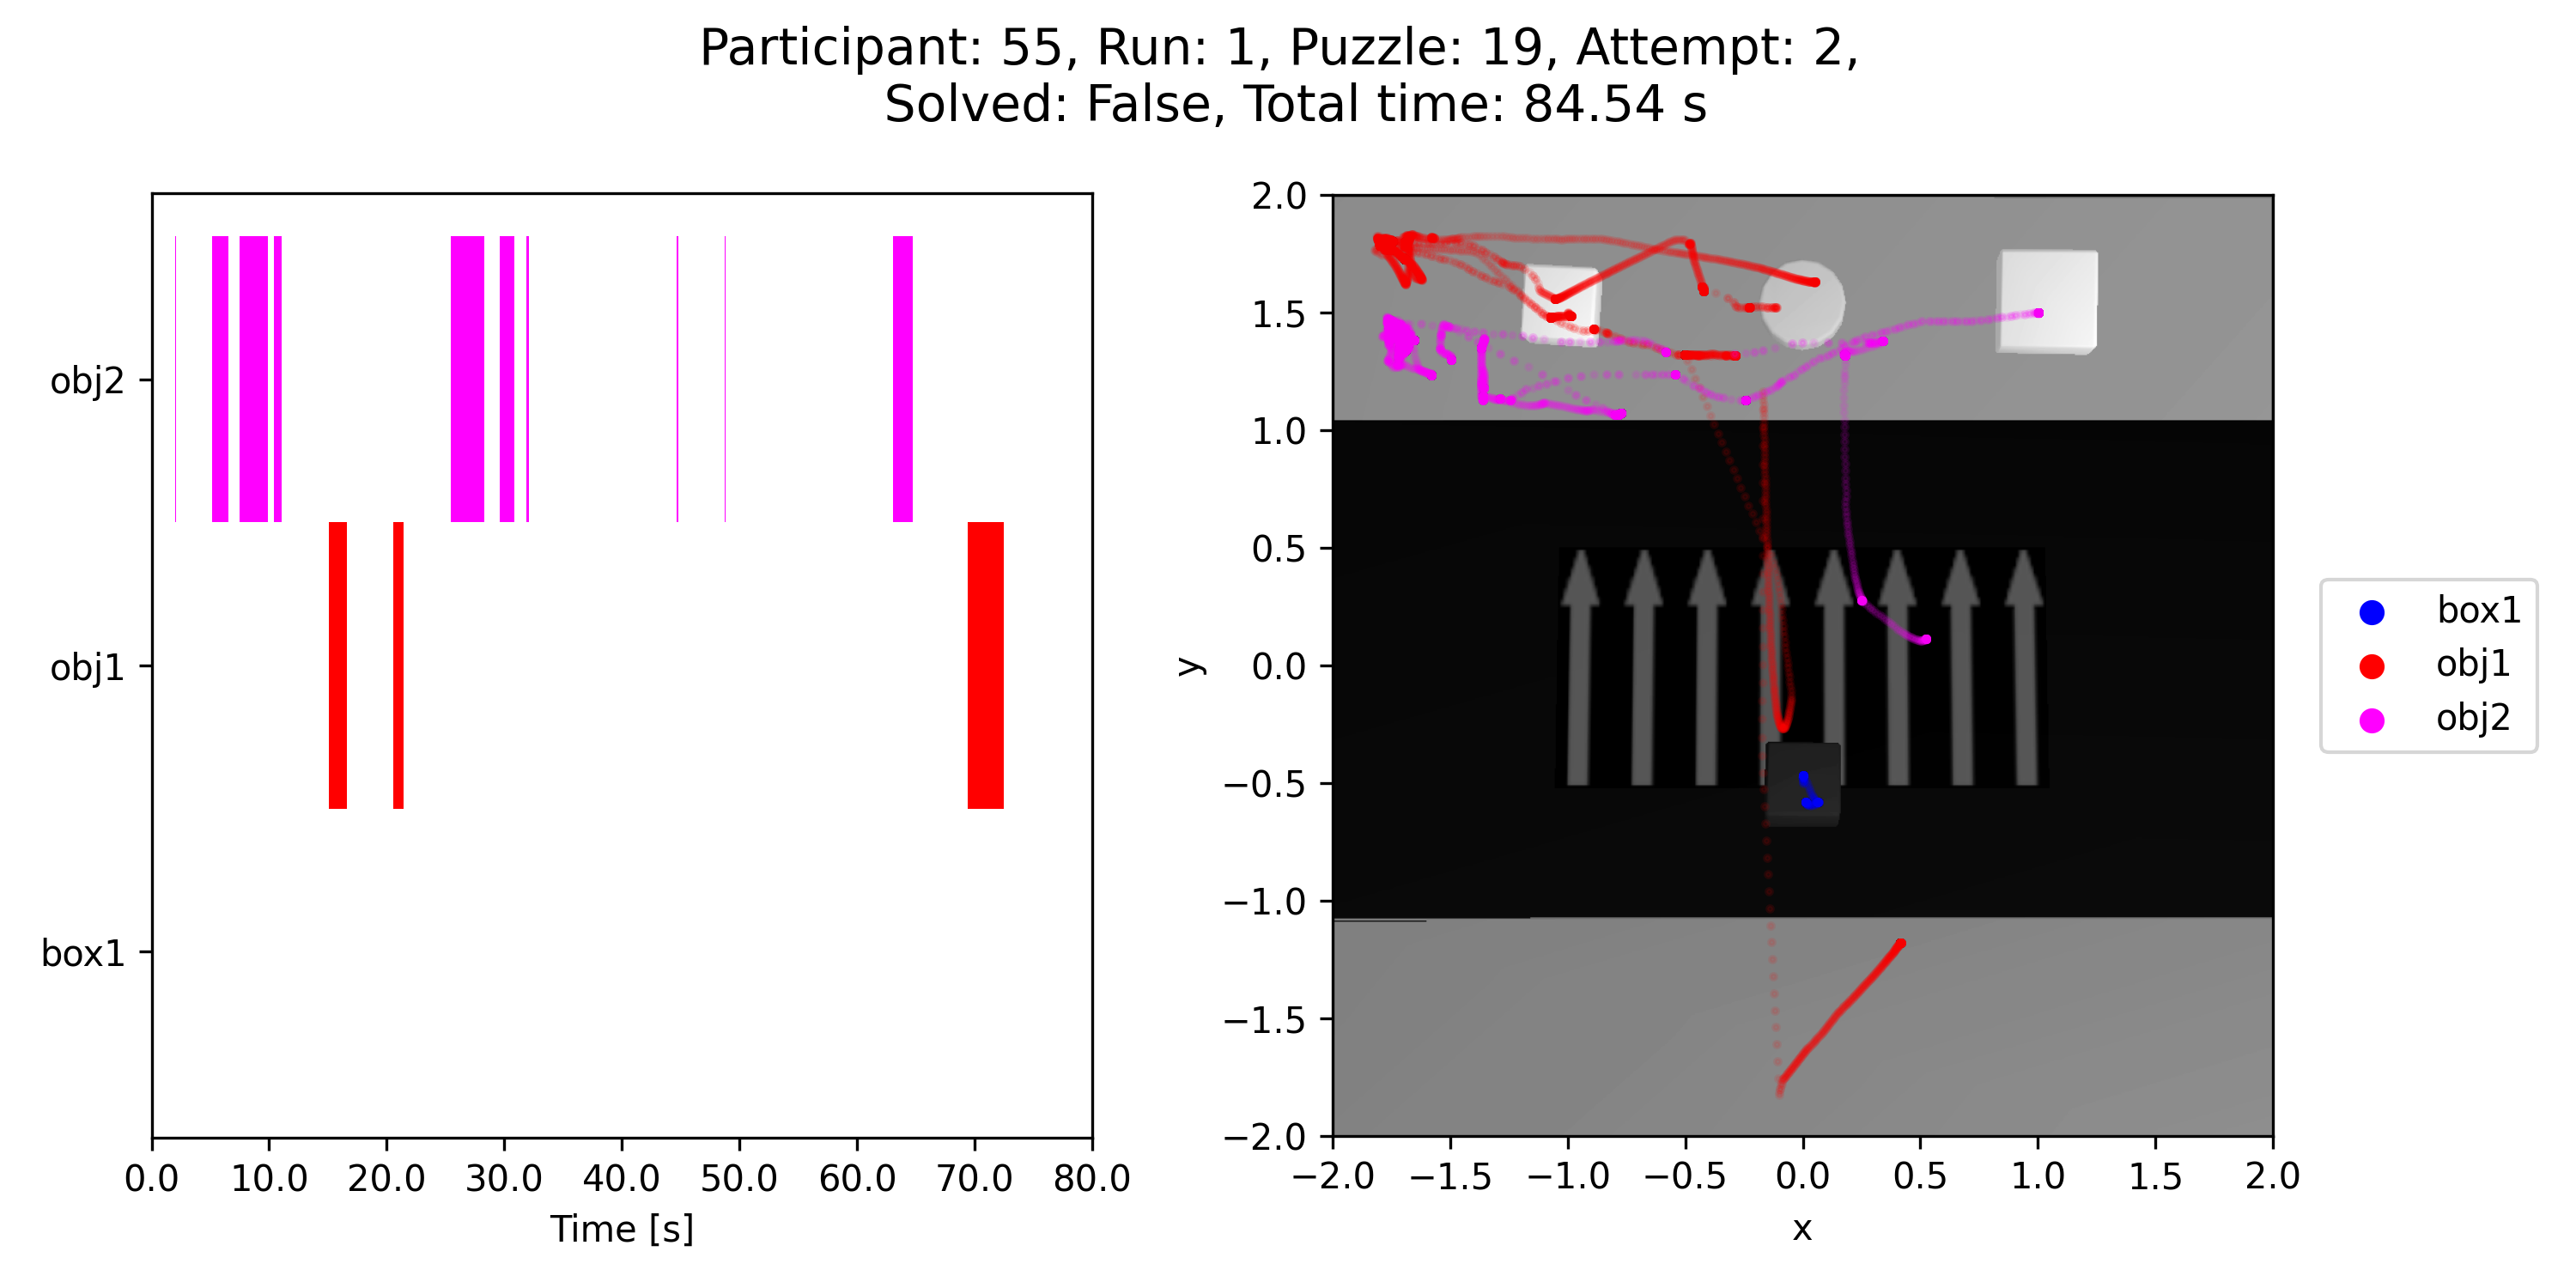 Participant: 55, Run: 1, Puzzle: 19, Attempt: 2,
Solved: False, Total time: 84.54 s
obj2
obj1
box1
0.0 10.0 20.0 30.0 40.0 50.0 60.0 70.0 80.0
Time [s]
2.0
1.5
1.0
0.5
0.0
−0.5
−1.0
−1.5
−2.0
y
−2.0 −1.5 −1.0 −0.5 0.0 0.5 1.0 1.5 2.0
x
box1
obj1
obj2